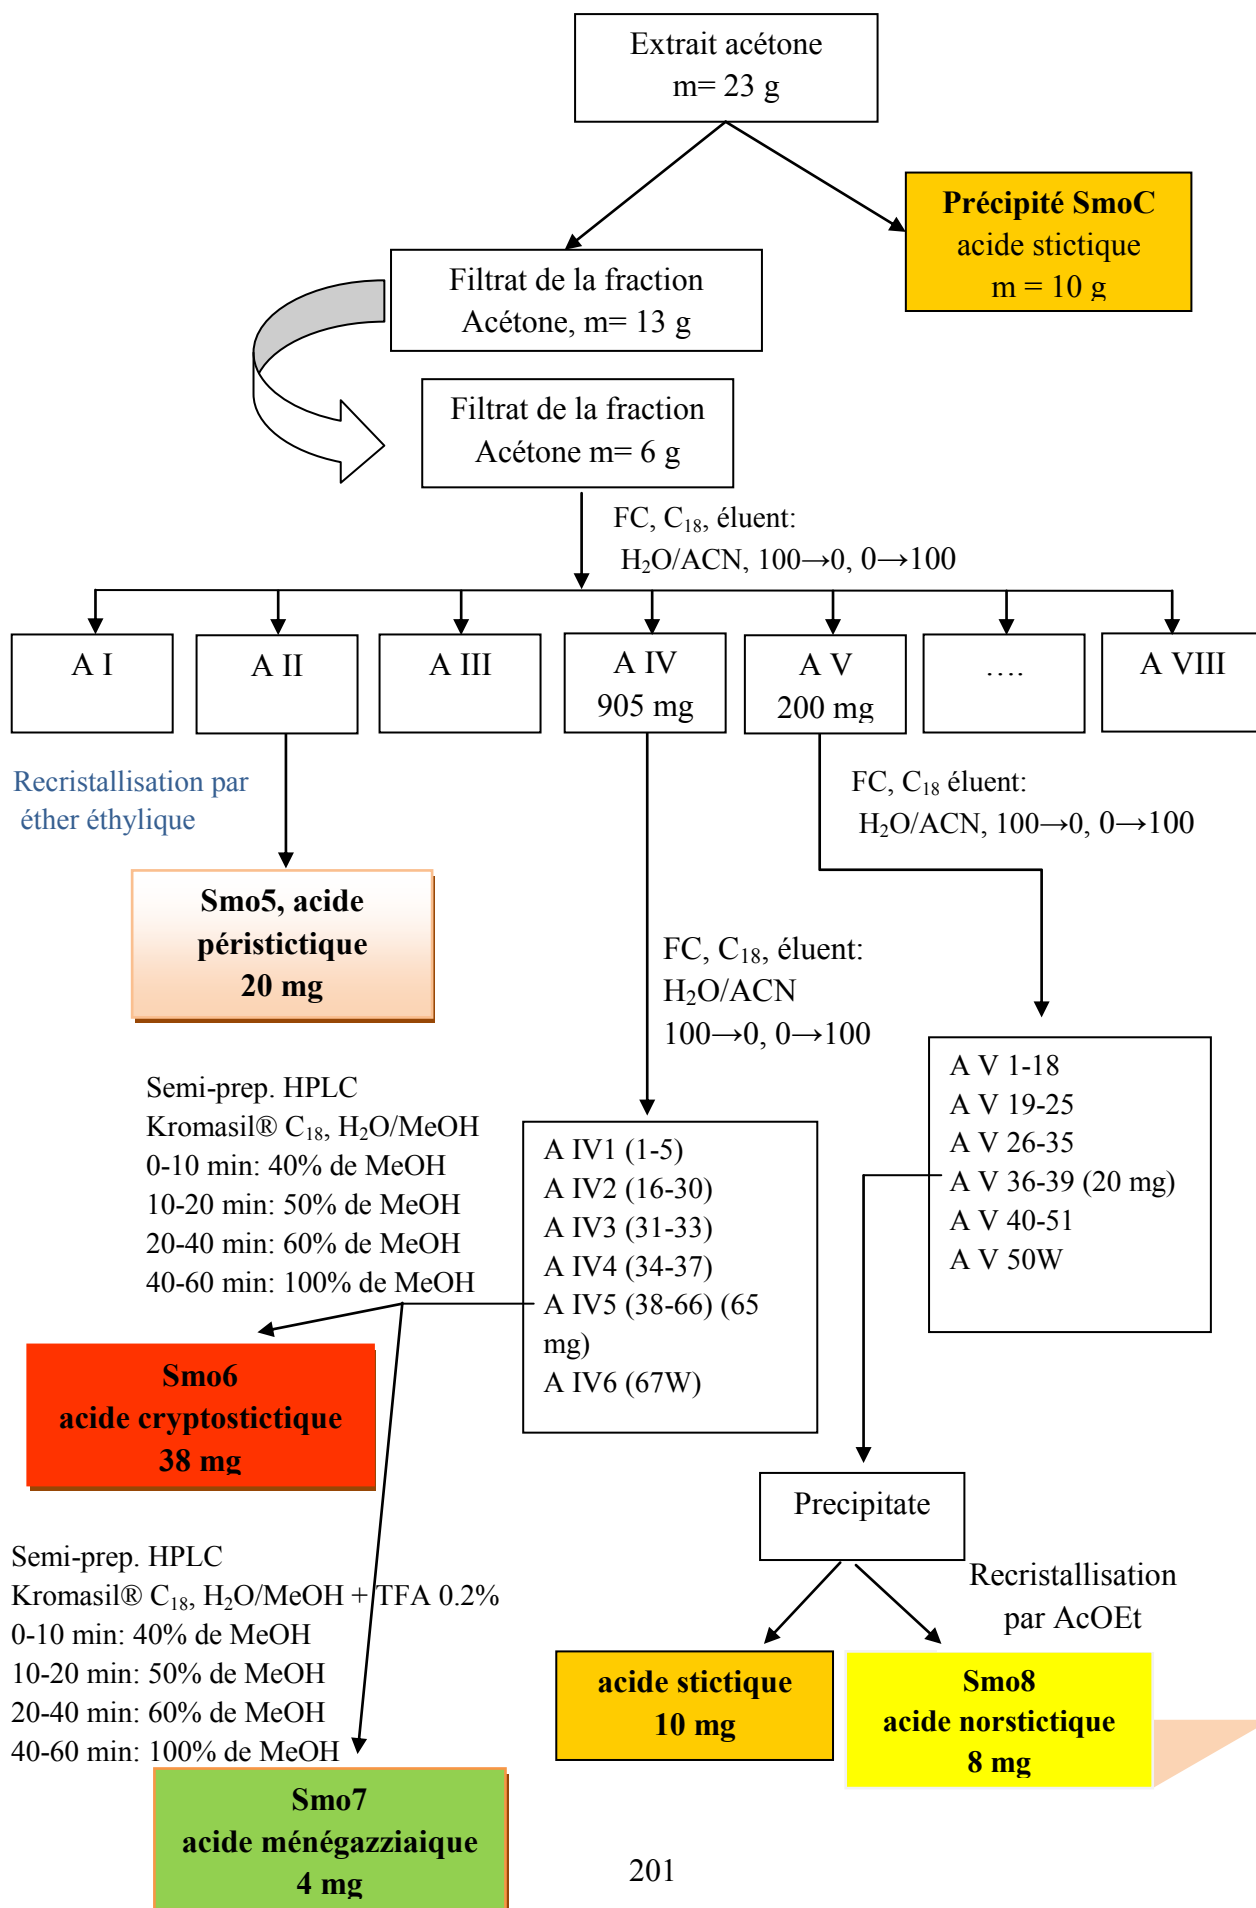 Extrait acétone
m= 23 g
Précipité SmoC
acide stictique
m = 10 g
Filtrat de la fraction
Acétone, m= 13 g
Filtrat de la fraction
Acétone m= 6 g
FC, C18, éluent:
H2O/ACN, 100→0, 0→100
A I
A II
A III
A IV
905 mg
A V
200 mg
….
A VIII
Recristallisation par
éther éthylique
FC, C18 éluent:
H2O/ACN, 100→0, 0→100
Smo5, acide
péristictique
20 mg
FC, C18, éluent:
H2O/ACN
100→0, 0→100
Semi-prep. HPLC
Kromasil® C18, H2O/MeOH
0-10 min: 40% de MeOH
10-20 min: 50% de MeOH
20-40 min: 60% de MeOH
40-60 min: 100% de MeOH
A IV1 (1-5)
A IV2 (16-30)
A IV3 (31-33)
A IV4 (34-37)
A IV5 (38-66) (65
mg)
A IV6 (67W)
A V 1-18
A V 19-25
A V 26-35
A V 36-39 (20 mg)
A V 40-51
A V 50W
Smo6
acide cryptostictique
38 mg
Precipitate
Semi-prep. HPLC
Kromasil® C18, H2O/MeOH + TFA 0.2%
0-10 min: 40% de MeOH
10-20 min: 50% de MeOH
20-40 min: 60% de MeOH
40-60 min: 100% de MeOH
Recristallisation
par AcOEt
acide stictique
10 mg
Smo8
acide norstictique
8 mg
Smo7
acide ménégazziaique
4 mg
201